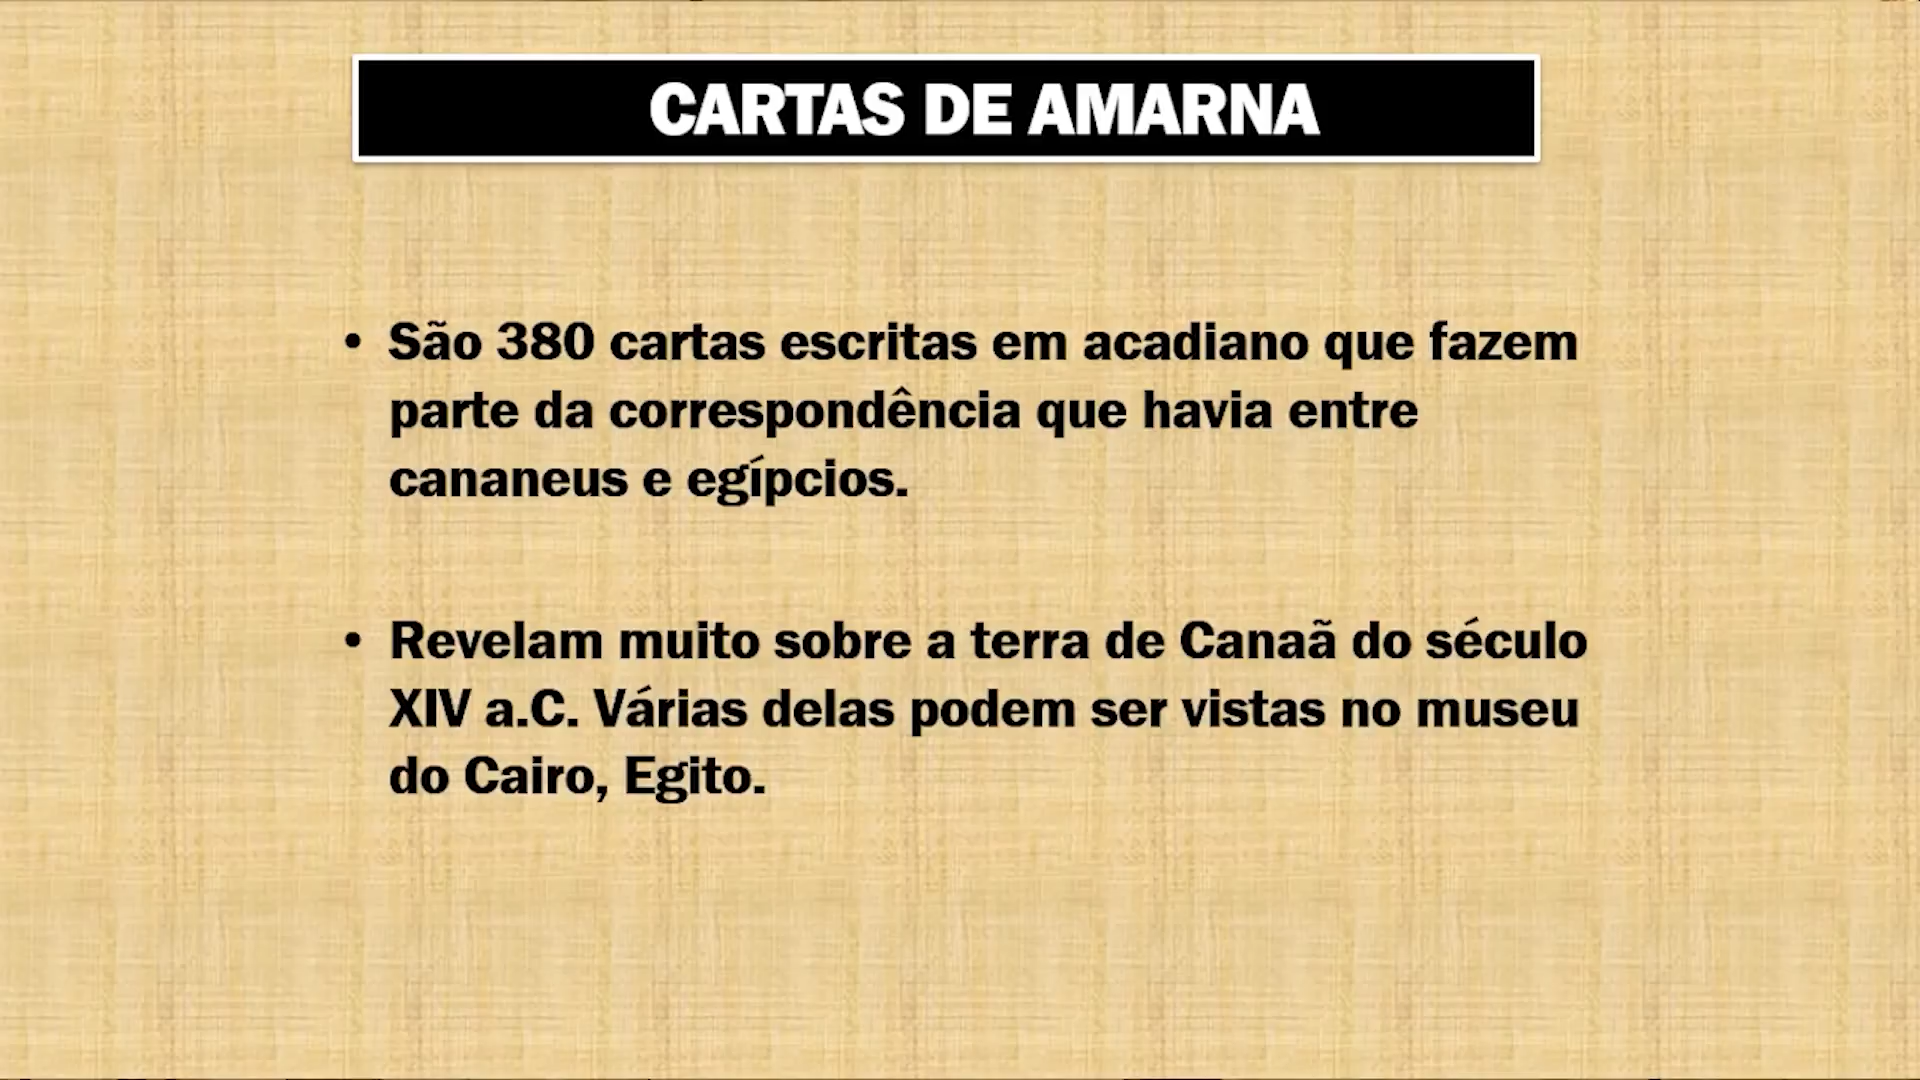 CARTAS DE AMARNA
• São 380 cartas escritas em acadiano que fazem
parte da correspondência que havia entre
cananeus e egípcios.
• Revelam muito sobre a terra de Canaã do século
XIV a.C. Várias delas podem ser vistas no museu
do Cairo, Egito.